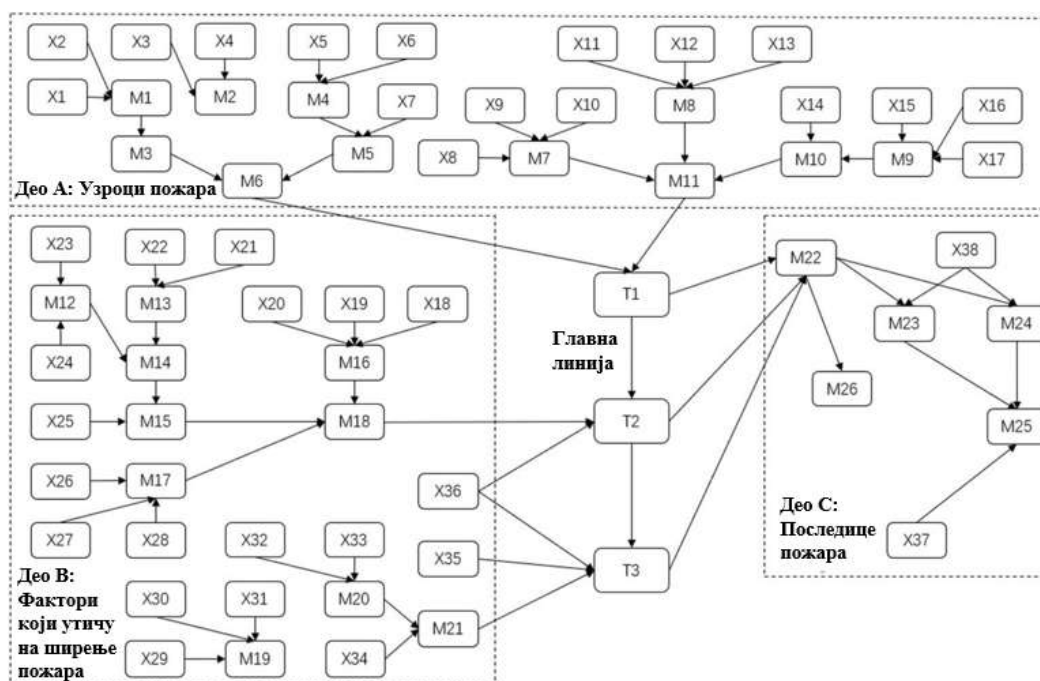 X2 X3 X4 X5 X6 X11 X12 X13
X1 M1 M2 M4 X7 X9 X10 M8 X14 X15 X16
M3 M5 X8 M7 M10 M9 X17
M6 M11
Део А: Узроци пожара
X23 X22 X21 M22 X38
M12 M13 X20 X19 X18 T1 M23 M24
X24 M14 M16 Главна
линија
M26
X25 M15 M18 T2 M25
X26 M17 X36
X27 X28 X32 X33 X35 T3 X37
Део С:
Последице
пожара
Део В:
Фактори
који утичу
на ширење
пожара
X30 X31 M20 M21
X29 M19 X34